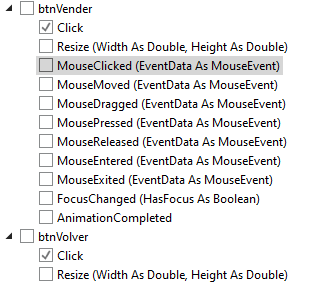 btnVender
Click
Resize (Width As Double, Height As Double)
MouseClicked (EventData As MouseEvent)
MouseMoved (EventData As MouseEvent)
MouseDragged (EventData As MouseEvent)
MousePressed (EventData As MouseEvent)
MouseReleased (EventData As MouseEvent)
MouseEntered (EventData As MouseEvent)
MouseExited (EventData As MouseEvent)
FocusChanged (HasFocus As Boolean)
AnimationCompleted
btnVolver
Click
Resize (Width As Double, Height As Double)